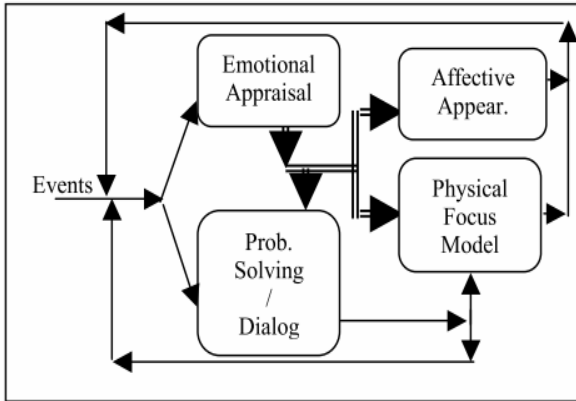 Emotional
Appraisal
Affective
Appear.
Events
Physical
Focus
Model
Prob.
Solving
/
Dialog